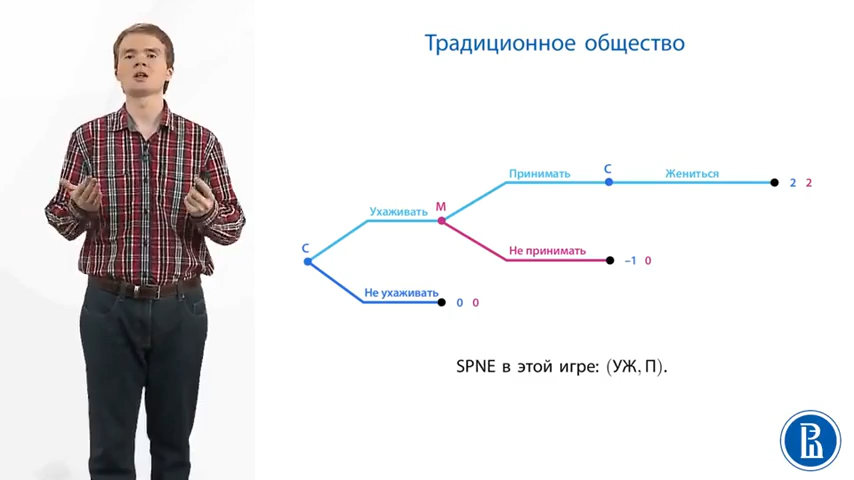 Традиционное общество
Принимать
С
Жениться
2 2
Ухаживать
М
Не принимать
–1 0
С
Не ухаживать
0 0
SPNE в этой игре: (УЖ, П).